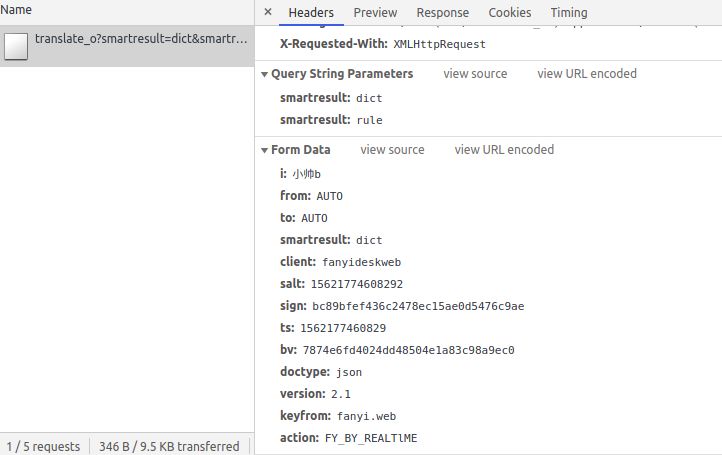 Name
× Headers Preview Response Cookies Timing
translate_o?smartresult=dict&smartr...
X-Requested-With: XMLHttpRequest
Query String Parameters view source view URL encoded
smartresult: dict
smartresult: rule
Form Data view source view URL encoded
i: 小帅b
from: AUTO
to: AUTO
smartresult: dict
client: fanyideskweb
salt: 15621774608292
sign: bc89bfef436c2478ec15ae0d5476c9ae
ts: 1562177460829
bv: 7874e6fd4024dd48504e1a83c98a9ec0
doctype: json
version: 2.1
keyfrom: fanyi.web
action: FY_BY_REALTlME
1 / 5 requests 346 B / 9.5 KB transferred